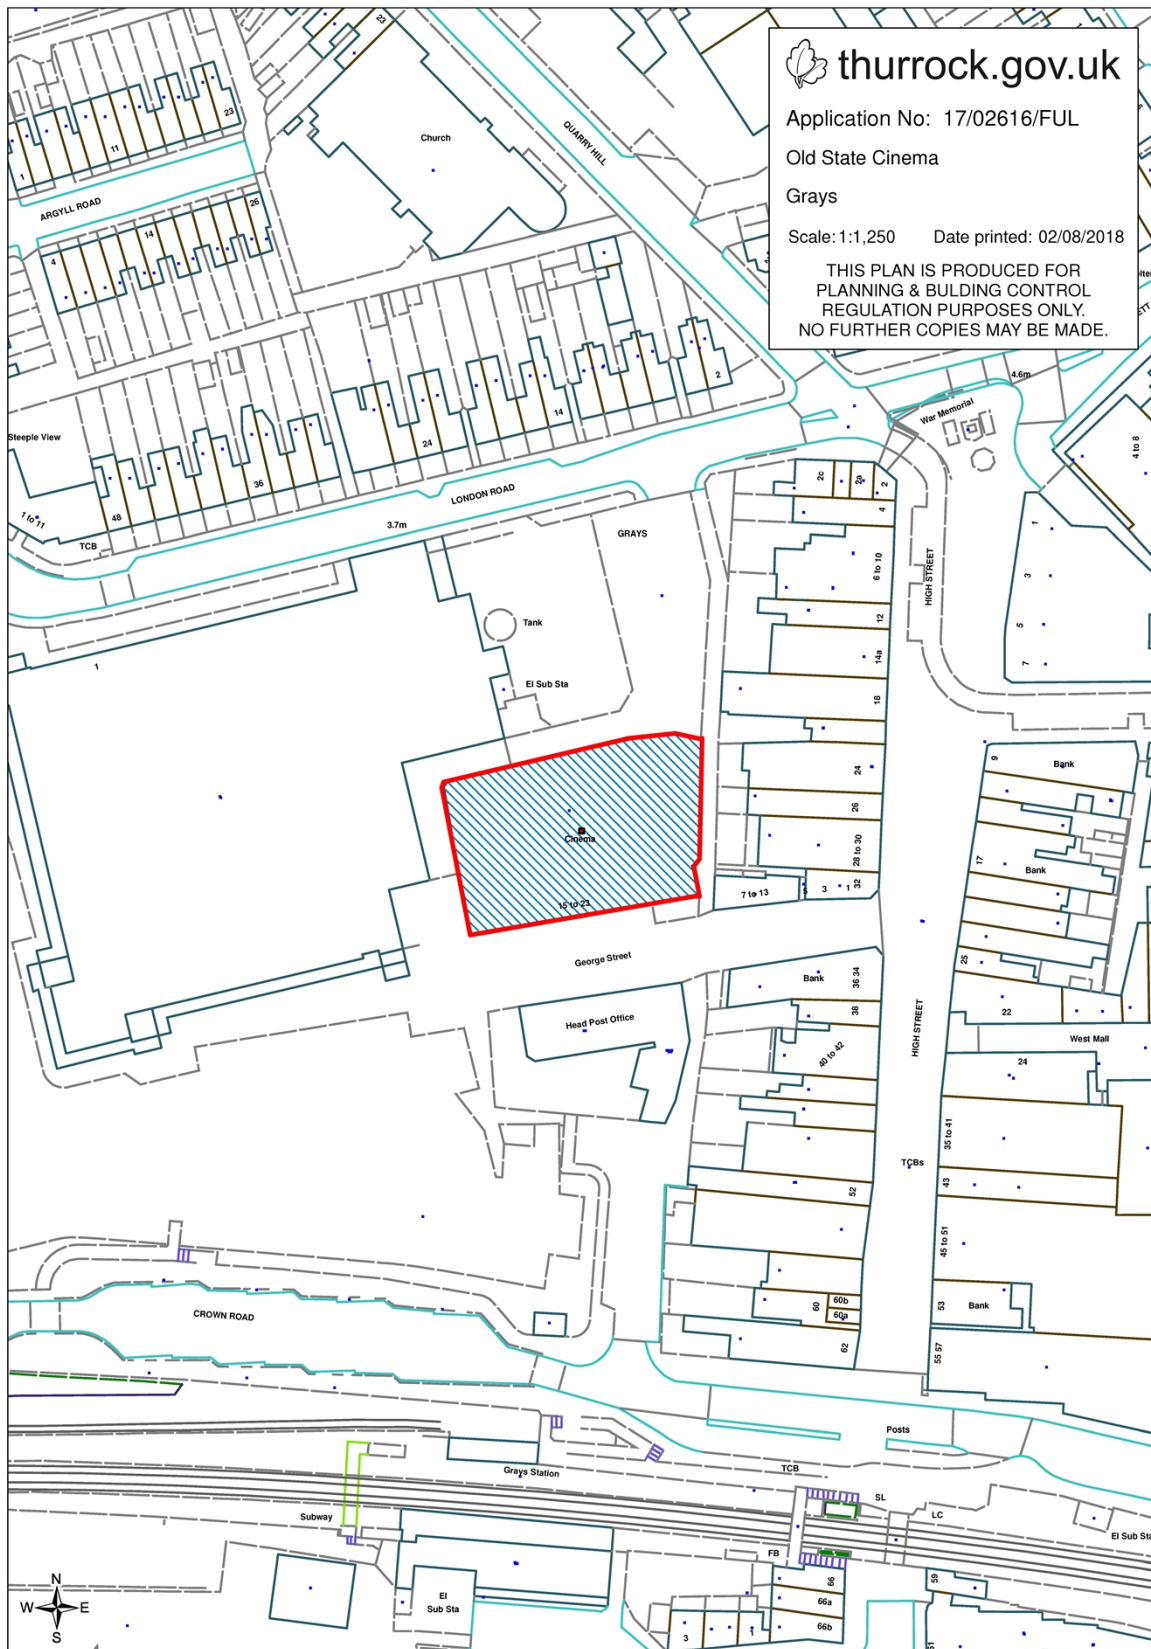 thurrock.gov.uk
Application No: 17/02616/FUL
Old State Cinema
Grays
Scale:1:1,250 Date printed: 02/08/2018
THIS PLAN IS PRODUCED FOR
PLANNING & BULDING CONTROL
REGULATION PURPOSES ONLY.
NO FURTHER COPIES MAY BE MADE.
23
23
11
1
Church
QUARRY HILL
ARGYLL ROAD
26
14
4
2
14
24
36
48
Steeple View
1 to 11
TCB
LONDON ROAD
3.7m
GRAYS
4.6m
War Memorial
4 to 8
2c
2a
2
4
6 to 10
HIGH STREET
1
3
5
7
12
14a
18
Tank
El Sub Sta
1
24
26
28 to 30
32
9
Bank
17
Bank
Cinema
15 to 23
7 to 13
5
3
1
George Street
Bank
36 34
38
25
22
West Mall
24
Head Post Office
40 to 42
HIGH STREET
35 to 41
TCBs
43
52
45 to 51
60
60b
60a
53
Bank
62
55 57
CROWN ROAD
Posts
Grays Station
TCB
SL
LC
Subway
El Sub Sta
FB
El
Sub Sta
66
66a
66b
59
3
1
N
W E
S